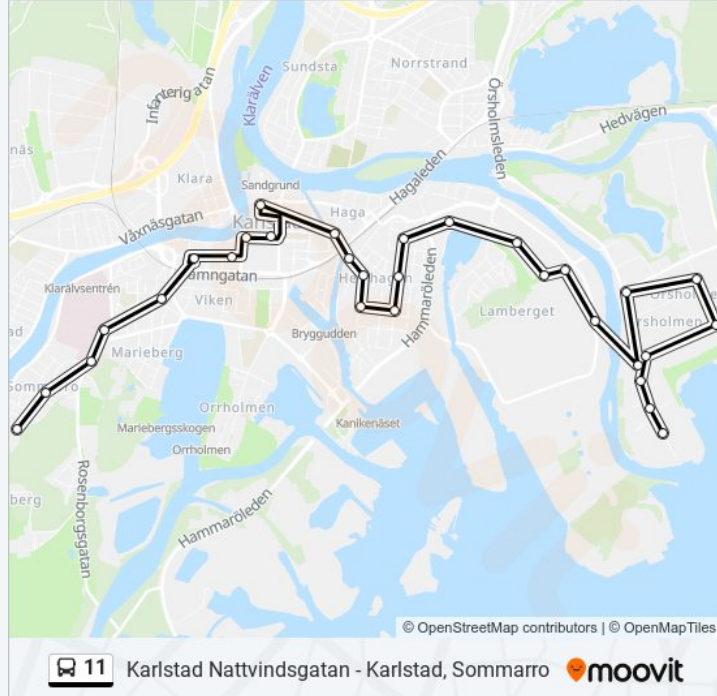 Sundsta
Norrstrand
Infanterigatan
Klarälven
Örsholmsleden
Hedvägen
Klara
Sandgrund
Hagaleden
Haga
Våxnäsgatan
Klarälvsentrén
Viken
Hammaröleden
Lamberget
Bryggudden
Marieberg
Orrholmen
Mariebergsskogen
Kanikenäset
Orrholmen
Rosenborgsgatan
Hammaröleden
© OpenStreetMap contributors | © OpenMapTiles
11 Karlstad Nattvindsgatan - Karlstad, Sommarro moovit